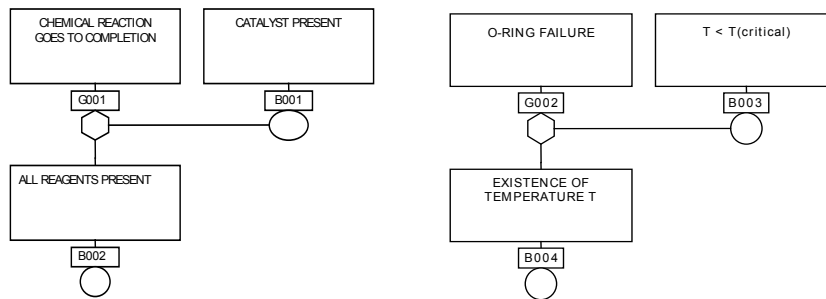 CHEMICAL REACTION
GOES TO COMPLETION
CATALYST PRESENT
G001
B001
ALL REAGENTS PRESENT
B002
O-RING FAILURE
T < T(critical)
G002
B003
EXISTENCE OF
TEMPERATURE T
B004